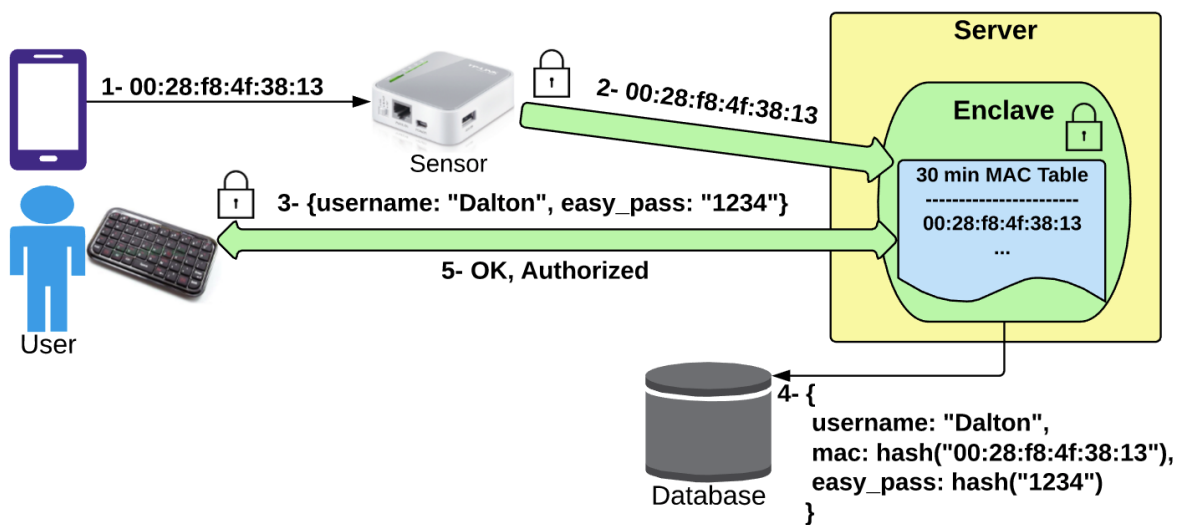 Server
1- 00:28:f8:4f:38:13
2- 00:28:f8:4f:38:13
Enclave
Sensor
30 min MAC Table
-----------------------
00:28:f8:4f:38:13
...
3- {username: "Dalton", easy_pass: "1234"}
5- OK, Authorized
User
4- {
username: "Dalton",
mac: hash("00:28:f8:4f:38:13"),
easy_pass: hash("1234")
}
Database